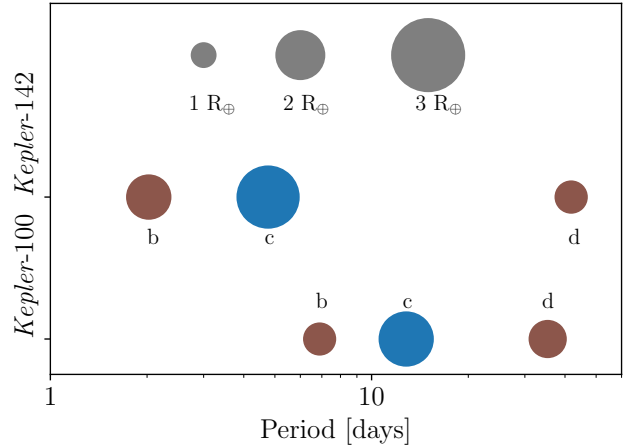 1 R⊕ 2 R⊕ 3 R⊕
Kepler-142
b c d
Kepler-100
b c d
1 10
Period [days]